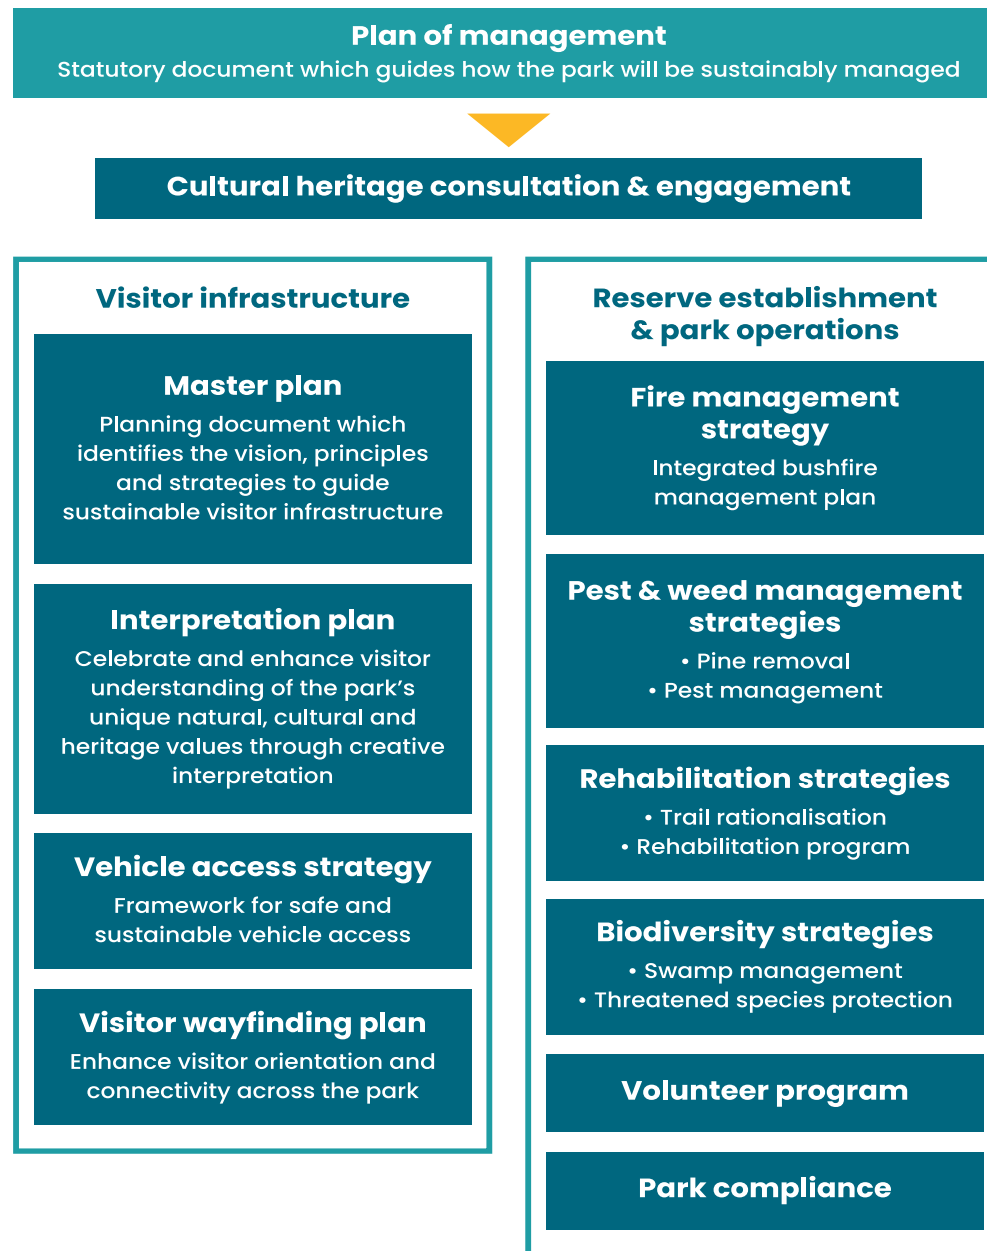 Plan of management
Statutory document which guides how the park will be sustainably managed
Cultural heritage consultation & engagement
Visitor infrastructure
Master plan
Planning document which
identifies the vision, principles
and strategies to guide
sustainable visitor infrastructure
Interpretation plan
Celebrate and enhance visitor
understanding of the park's
unique natural, cultural and
heritage values through creative
interpretation
Vehicle access strategy
Framework for safe and
sustainable vehicle access
Visitor wayfinding plan
Enhance visitor orientation and
connectivity across the park
Reserve establishment
& park operations
Fire management
strategy
Integrated bushfire
management plan
Pest & weed management
strategies
• Pine removal
• Pest management
Rehabilitation strategies
• Trail rationalisation
• Rehabilitation program
Biodiversity strategies
• Swamp management
• Threatened species protection
Volunteer program
Park compliance